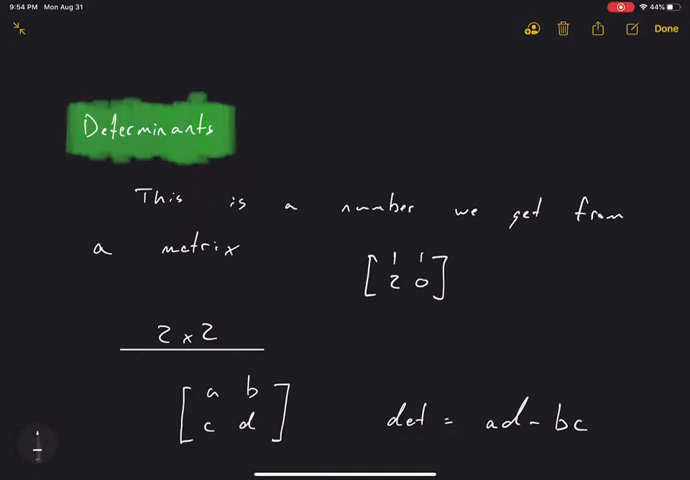 9:54 PM Mon Aug 31 44%
Done
Determinants
This is a number we get from
a matrix
[1 1
2 0]
2 x 2
[a b
c d] det = ad - bc